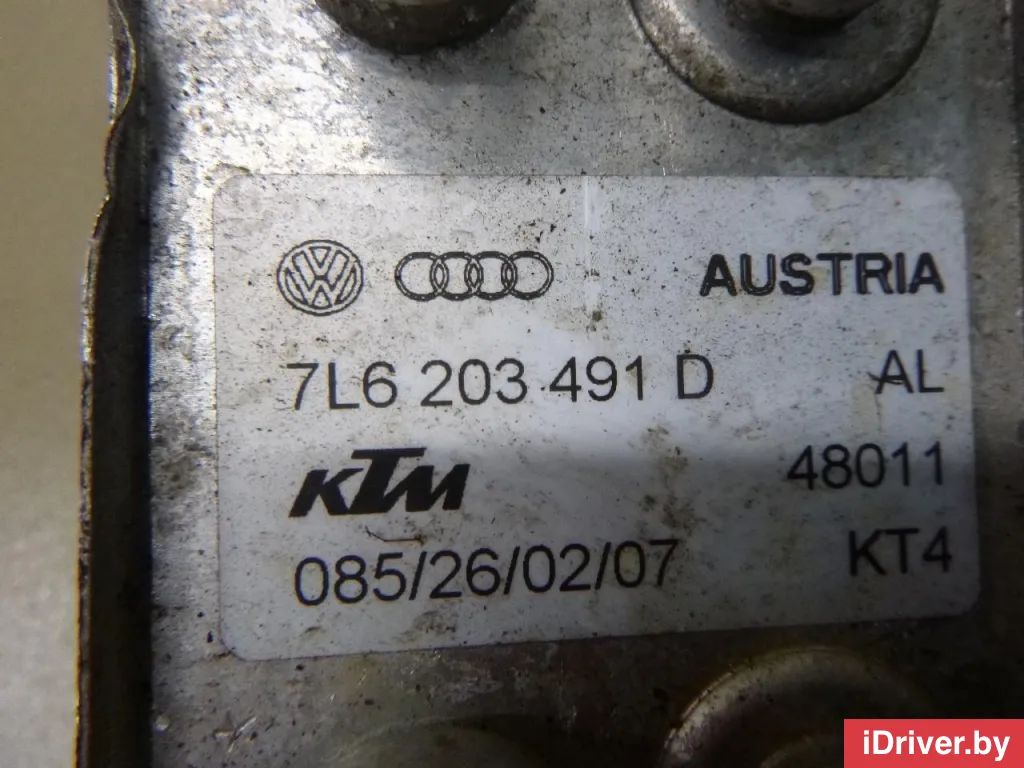 AUSTRIA
7L6 203 491 D AL
KTM 48011
085/26/02/07 KT4
iDriver.by